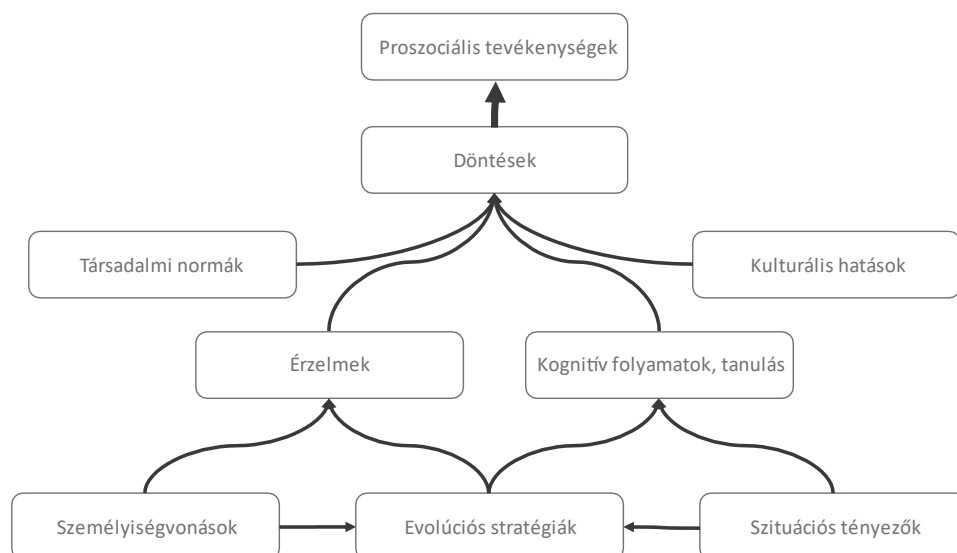 Proszociális tevékenységek
Döntések
Társadalmi normák
Kulturális hatások
Érzelmek
Kognitív folyamatok, tanulás
Személyiségvonások
Evolúciós stratégiák
Szituációs tényezők